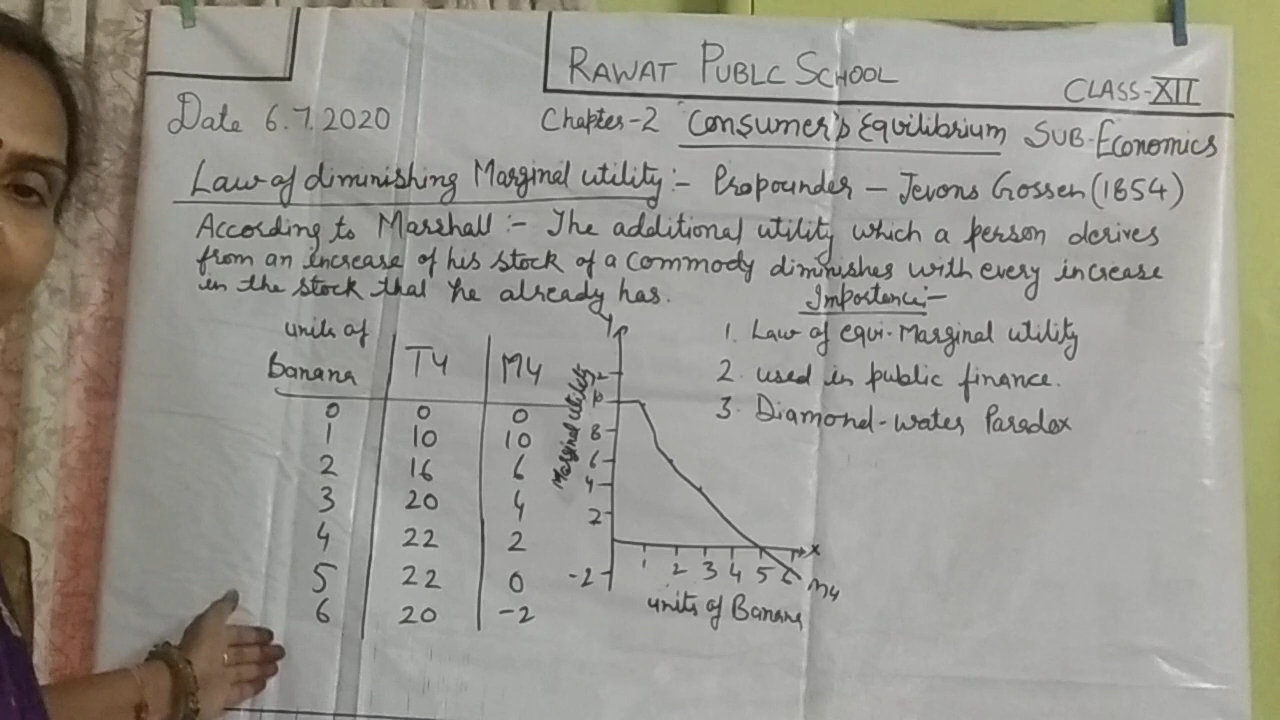 RAWAT PUBLC SCHOOL
CLASS-XII
Date 6.7.2020
Chapter-2 Consumer's Equilibrium SUB-Economics
Law of diminishing Marginal utility:- Propounder - Jevons Gossen (1854)
According to Marshall :- The additional utility which a person derives
from an increase of his stock of a commody diminishes with every increase
in the stock that he already has.
Importance:-
1. Law of equi-Marginal utility
2. used in public finance.
3. Diamond-water Paradox
units of
Banana TU MU
0 0 0
1 10 10
2 16 6
3 20 4
4 22 2
5 22 0
6 20 -2
Y
Marginal utility
12
10
8
6
4
2
-2
1 2 3 4 5 6
X
MU
units of Banana